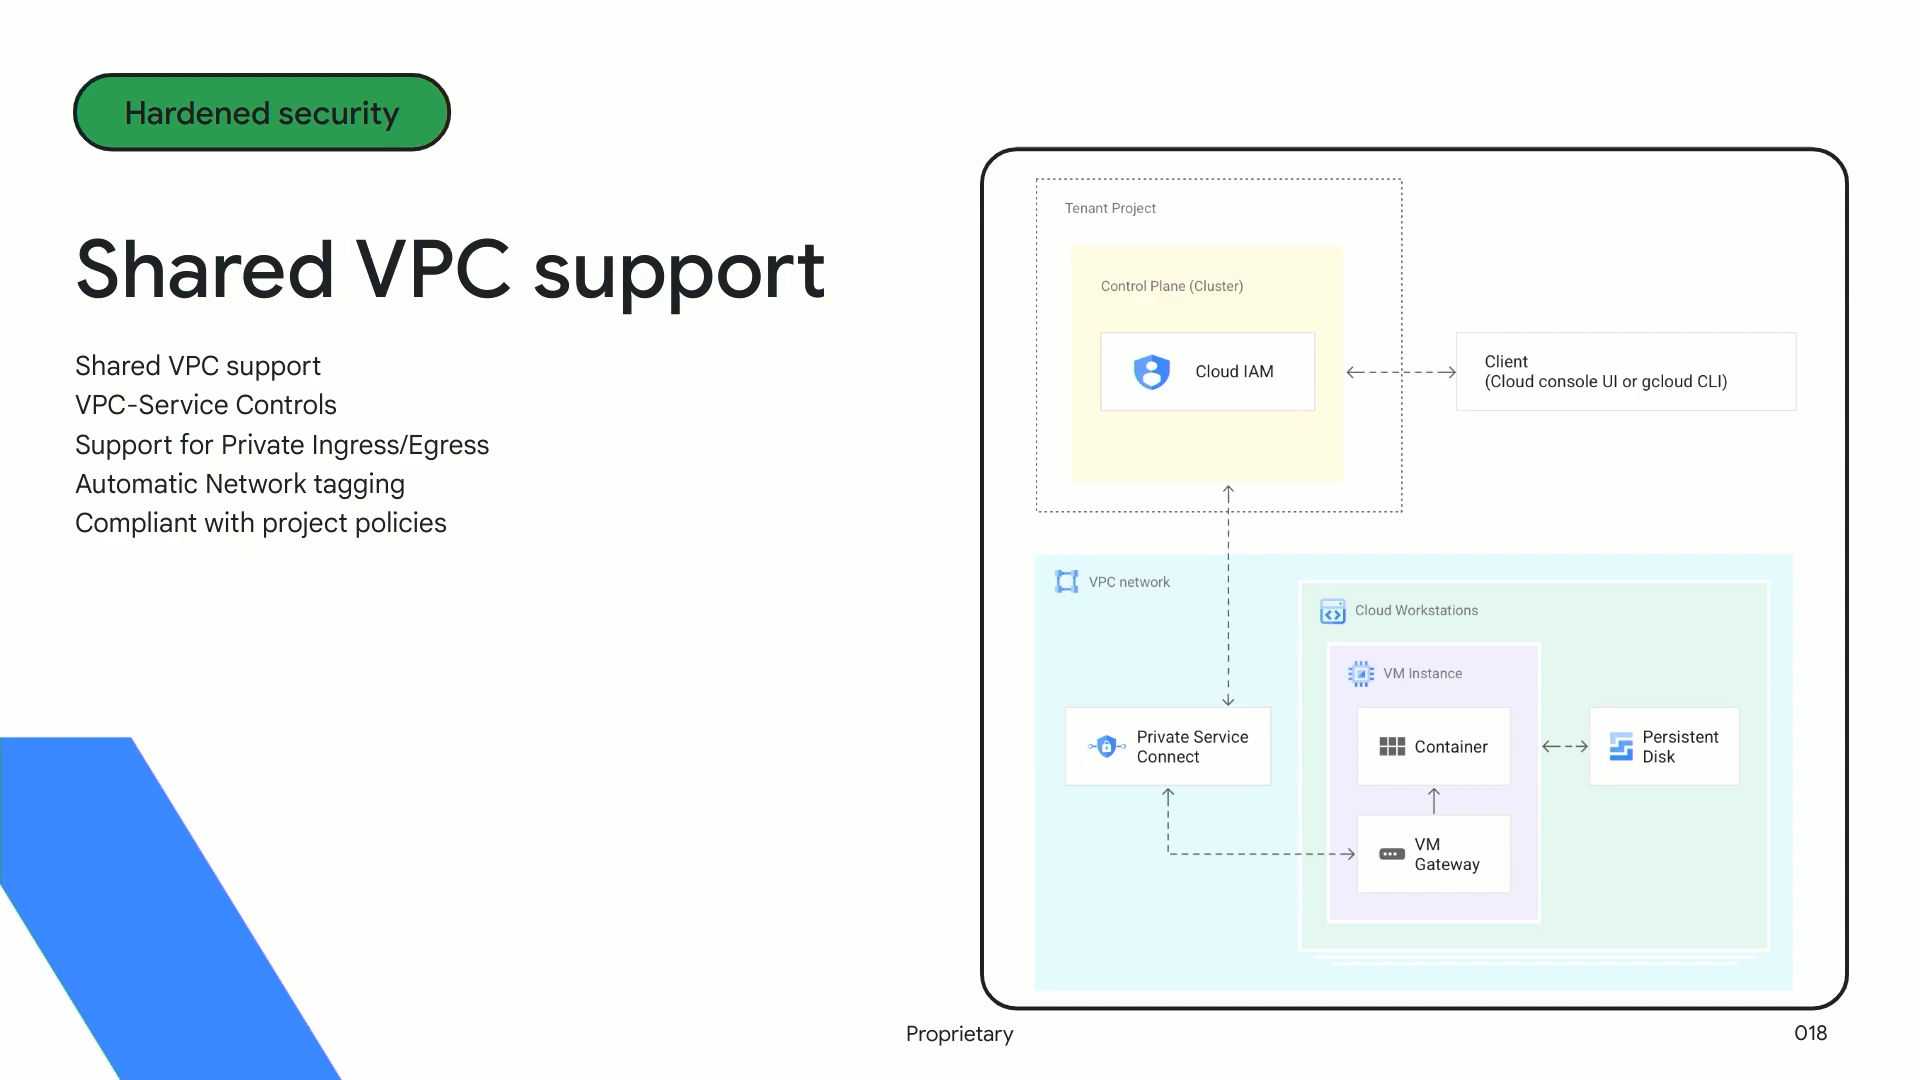 Hardened security
Shared VPC support
Shared VPC support
VPC-Service Controls
Support for Private Ingress/Egress
Automatic Network tagging
Compliant with project policies
Tenant Project
Control Plane (Cluster)
Cloud IAM
Client
(Cloud console UI or gcloud CLI)
VPC network
Cloud Workstations
VM Instance
Private Service
Connect
Container
Persistent
Disk
VM
Gateway
Proprietary
018